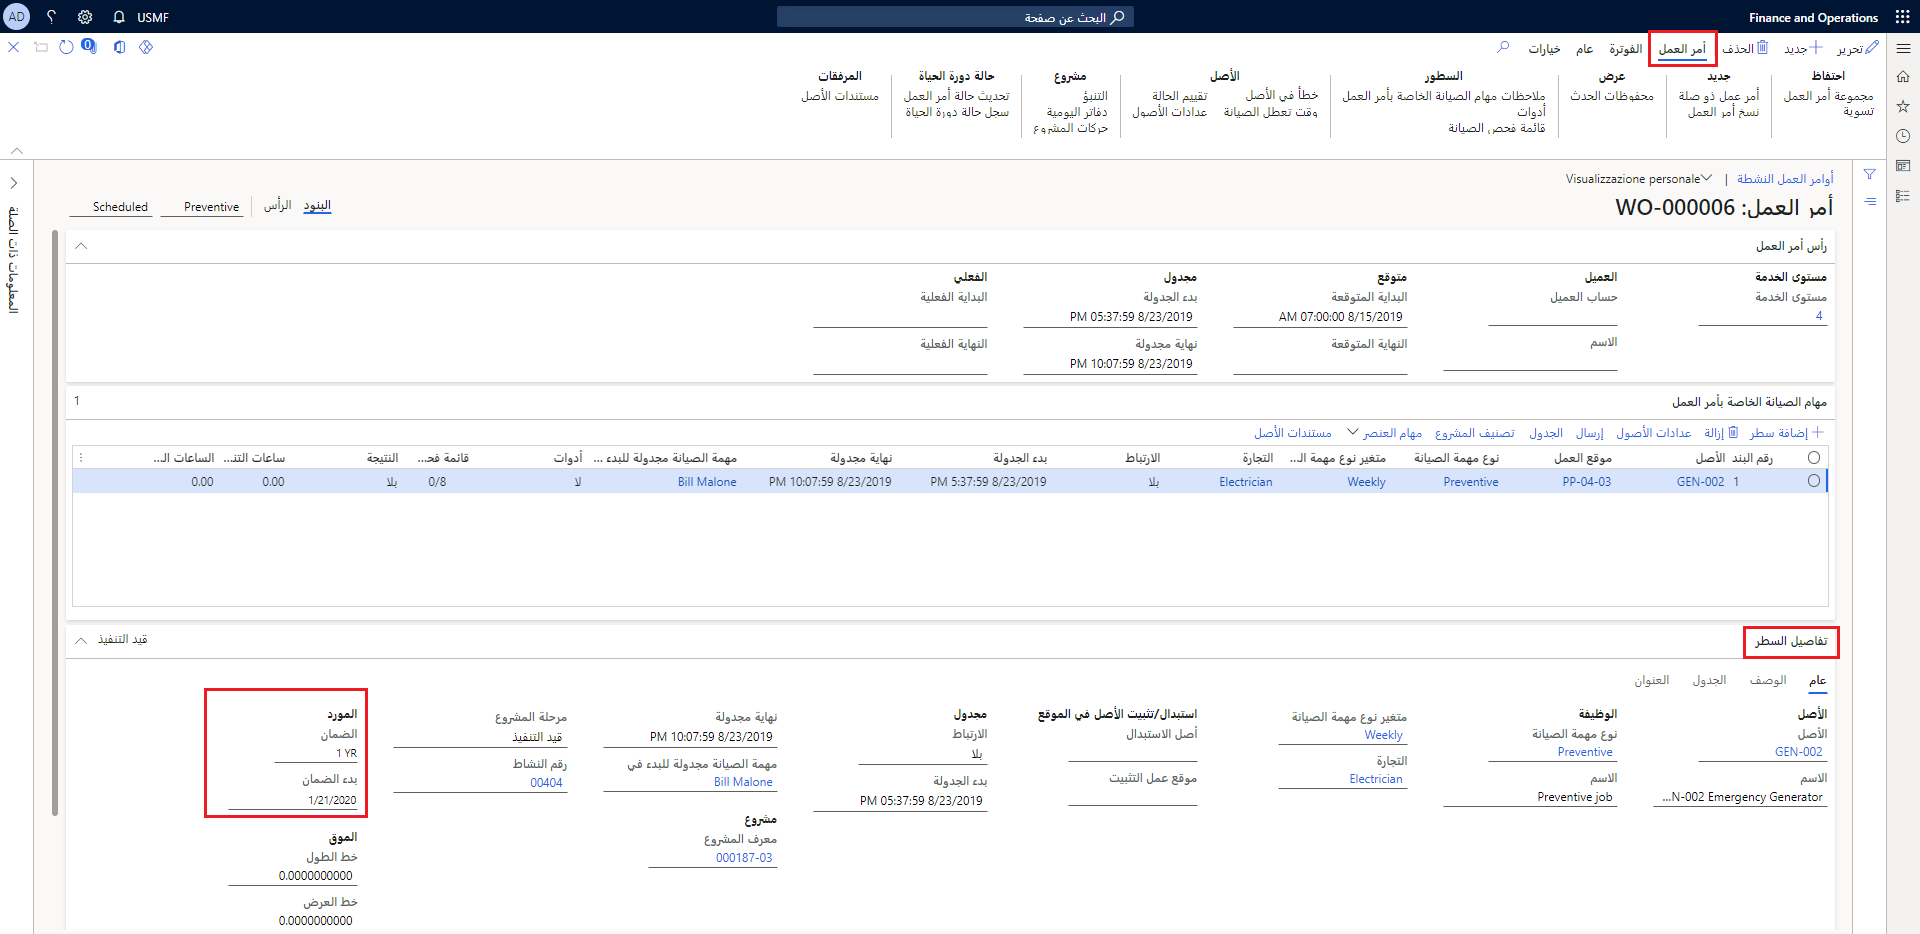 Finance and Operations
البحث عن صفحة
USMF
؟
AD
تحرير
جديد
الحذف
أمر العمل
الفوترة
عام
خيارات
0
احتفاظ
مجموعة أمر العمل
تسوية
جديد
أمر عمل ذو صلة
نسخ أمر العمل
عرض
محفوظات الحدث
السطور
ملاحظات مهام الصيانة الخاصة بأمر العمل
أدوات
قائمة فحص الصيانة
الأصل
خطأ في الأصل
وقت تعطل الصيانة
تقييم الحالة
عدادات الأصول
مشروع
التنبؤ
دفاتر اليومية
حركات المشروع
حالة دورة الحياة
تحديث حالة أمر العمل
سجل حالة دورة الحياة
المرفقات
مستندات الأصل
المعلومات ذات الصلة
أوامر العمل النشطة | Visualizzazione personale
أمر العمل: WO-000006
البنود
الرأس
Preventive
Scheduled
رأس أمر العمل
مستوى الخدمة
مستوى الخدمة
4
العميل
حساب العميل
الاسم
متوقع
البداية المتوقعة
8/15/2019 07:00:00 AM
النهاية المتوقعة
مجدول
بدء الجدولة
8/23/2019 05:37:59 PM
نهاية مجدولة
8/23/2019 10:07:59 PM
الفعلي
البداية الفعلية
النهاية الفعلية
مهام الصيانة الخاصة بأمر العمل
1
إضافة سطر
إزالة
عدادات الأصول
إرسال
الجدول
تصنيف المشروع
مهام العنصر
مستندات الأصل
رقم البند
الأصل
موقع العمل
نوع مهمة الصيانة
متغير نوع مهمة الـ...
التجارة
الارتباط
بدء الجدولة
نهاية مجدولة
مهمة الصيانة مجدولة للبدء ...
أدوات
قائمة فحـ...
النتيجة
ساعات التنـ...
الساعات الـ...
1
GEN-002
PP-04-03
Preventive
Weekly
Electrician
بلا
8/23/2019 5:37:59 PM
8/23/2019 10:07:59 PM
Bill Malone
لا
0/8
بلا
0.00
0.00
تفاصيل السطر
قيد التنفيذ
عام
الوصف
الجدول
العنوان
الأصل
الأصل
GEN-002
الاسم
...N-002 Emergency Generator
الوظيفة
نوع مهمة الصيانة
Preventive
الاسم
Preventive job
متغير نوع مهمة الصيانة
Weekly
التجارة
Electrician
استبدال/تثبيت الأصل في الموقع
أصل الاستبدال
موقع عمل التثبيت
مجدول
الارتباط
بلا
بدء الجدولة
8/23/2019 05:37:59 PM
نهاية مجدولة
8/23/2019 10:07:59 PM
مهمة الصيانة مجدولة للبدء في
Bill Malone
مشروع
معرف المشروع
000187-03
مرحلة المشروع
قيد التنفيذ
رقم النشاط
00404
المورد
الضمان
1 YR
بدء الضمان
1/21/2020
الموق
خط الطول
0.0000000000
خط العرض
0.0000000000